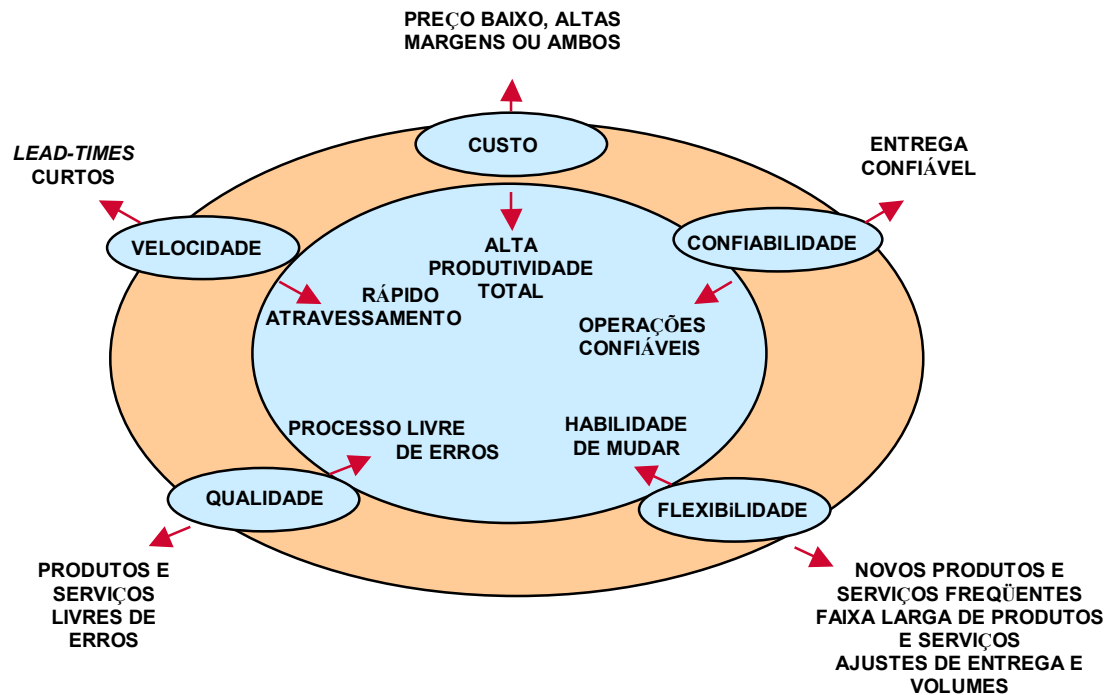 PREÇO BAIXO, ALTAS
MARGENS OU AMBOS
CUSTO
LEAD-TIMES
CURTOS
ENTREGA
CONFIÁVEL
VELOCIDADE
CONFIABILIDADE
ALTA
PRODUTIVIDADE
TOTAL
RÁPIDO
ATRAVESSAMENTO
OPERAÇÕES
CONFIÁVEIS
PROCESSO LIVRE
DE ERROS
HABILIDADE
DE MUDAR
QUALIDADE
FLEXIBiLIDADE
PRODUTOS E
SERVIÇOS
LIVRES DE
ERROS
NOVOS PRODUTOS E
SERVIÇOS FREQÜENTES
FAIXA LARGA DE PRODUTOS
E SERVIÇOS
AJUSTES DE ENTREGA E
VOLUMES